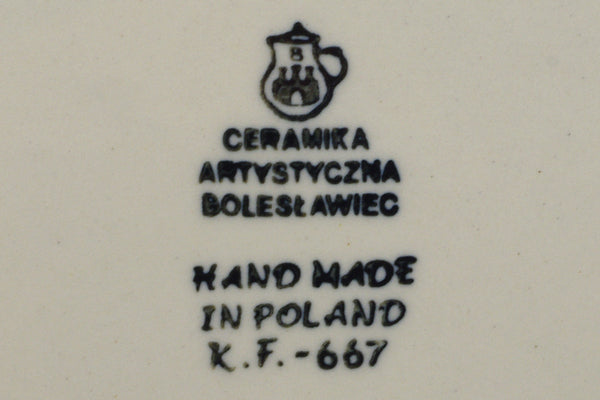 B
CERAMIKA
ARTYSTYCZNA
BOLESŁAWIEC
HAND MADE
IN POLAND
K.F.-667